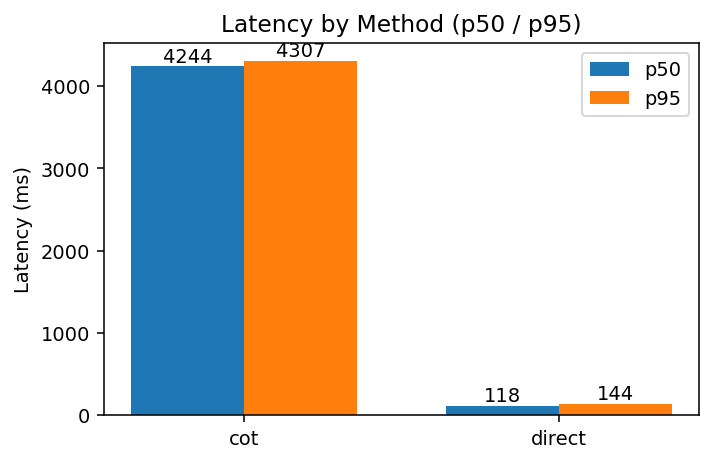 Latency by Method (p50 / p95)
4244
4307
p50
p95
4000
3000
Latency (ms)
2000
1000
118
144
0
cot
direct